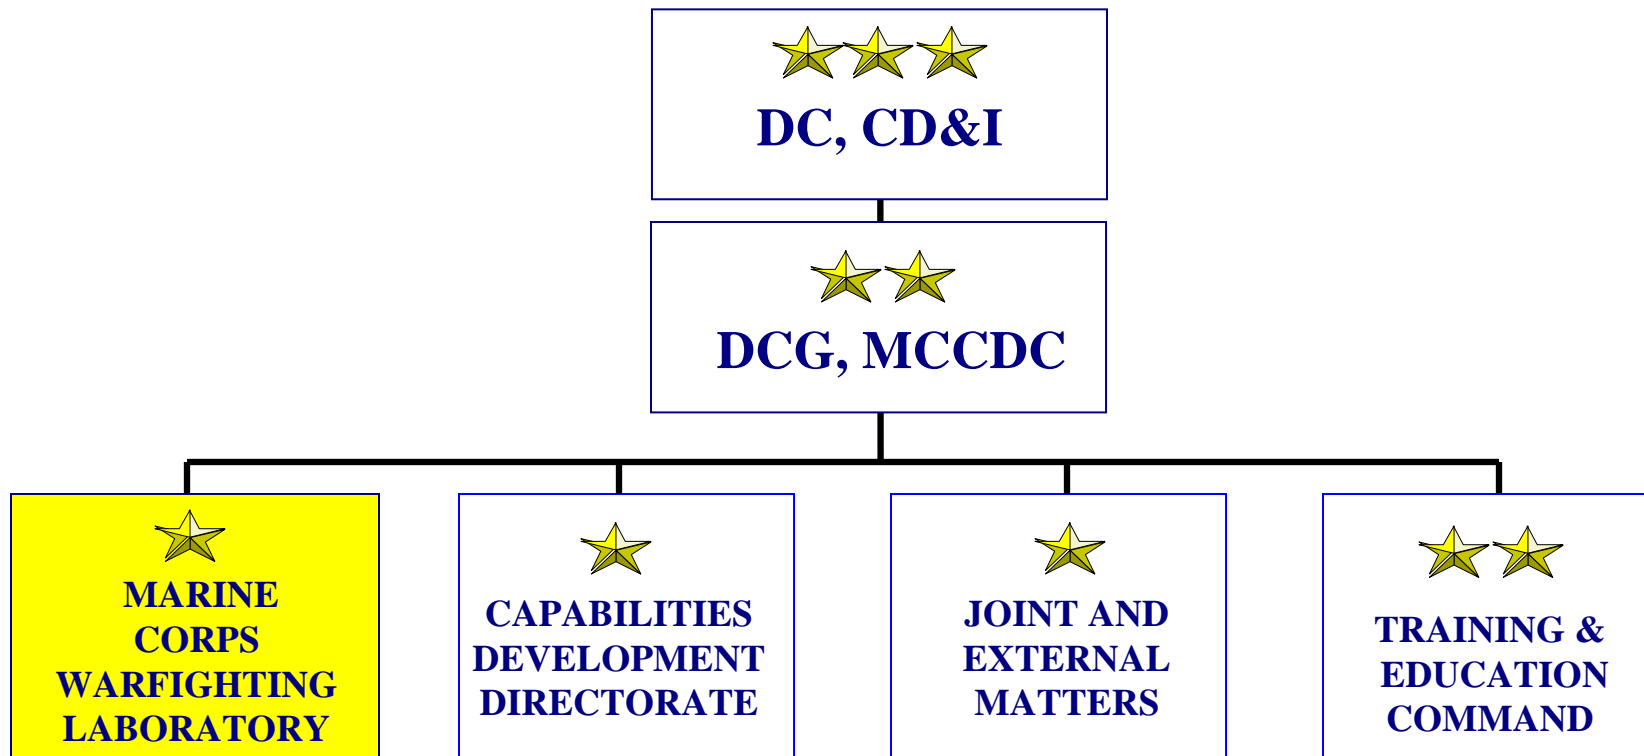 DC, CD&I
DCG, MCCDC
MARINE
CORPS
WARFIGHTING
LABORATORY
CAPABILITIES
DEVELOPMENT
DIRECTORATE
JOINT AND
EXTERNAL
MATTERS
TRAINING &
EDUCATION
COMMAND